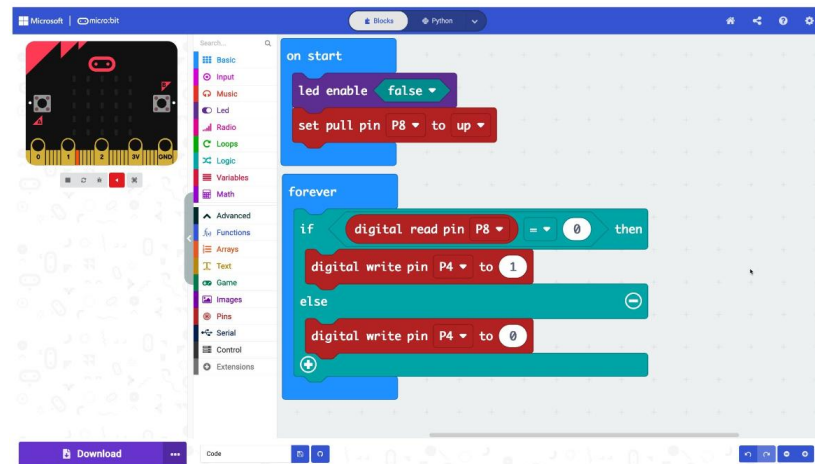 Microsoft
micro:bit
Blocks
Python
Search...
Basic
Input
Music
Led
Radio
Loops
Logic
Variables
Math
Advanced
Functions
Arrays
Text
Game
Images
Pins
Serial
Control
Extensions
on start
led enable false
set pull pin P8 to up
forever
if digital read pin P8 = 0 then
digital write pin P4 to 1
else
digital write pin P4 to 0
A
B
0 1 2 3V GND
Download
Code